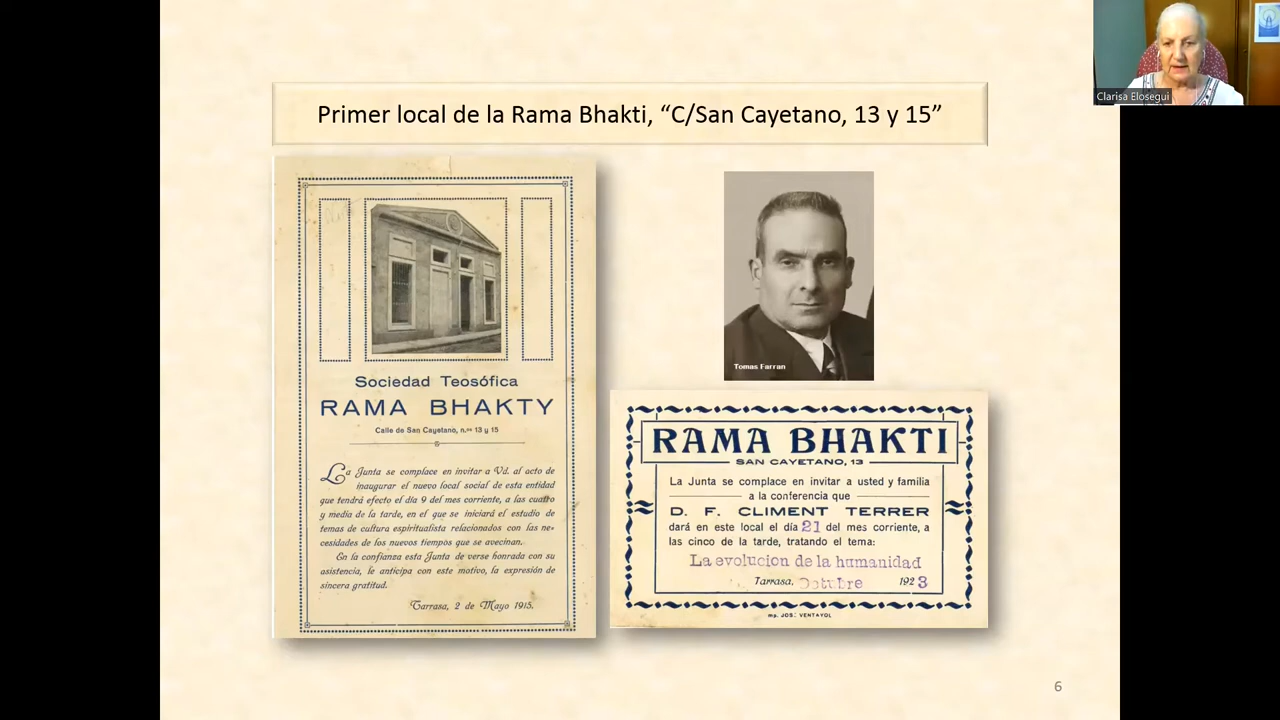 Clarisa Elosegui
Primer local de la Rama Bhakti, “C/San Cayetano, 13 y 15”
Sociedad Teosófica
RAMA BHAKTY
Calle de San Cayetano, n.os 13 y 15
La Junta se complace en invitar a Vd. al acto de
inaugurar el nuevo local social de esta entidad
que tendrá efecto el día 9 del mes corriente, a las cuatro
y media de la tarde, en el que se iniciará el estudio de
temas de cultura espiritualista relacionados con las ne-
cesidades de los nuevos tiempos que se avecinan.
En la confianza esta Junta de verse honrada con su
asistencia, le anticipa con este motivo, la expresión de
sincera gratitud.
Tarrasa, 2 de Mayo 1915.
Tomas Farran
RAMA BHAKTI
SAN CAYETANO, 13
La Junta se complace en invitar a usted y familia
a la conferencia que
D. F. CLIMENT TERRER
dará en este local el día 21 del mes corriente, a
las cinco de la tarde, tratando el tema:
La evolucion de la humanidad
Tarrasa, Octubre 1923
Imp. JOS: VENTAYOL
6